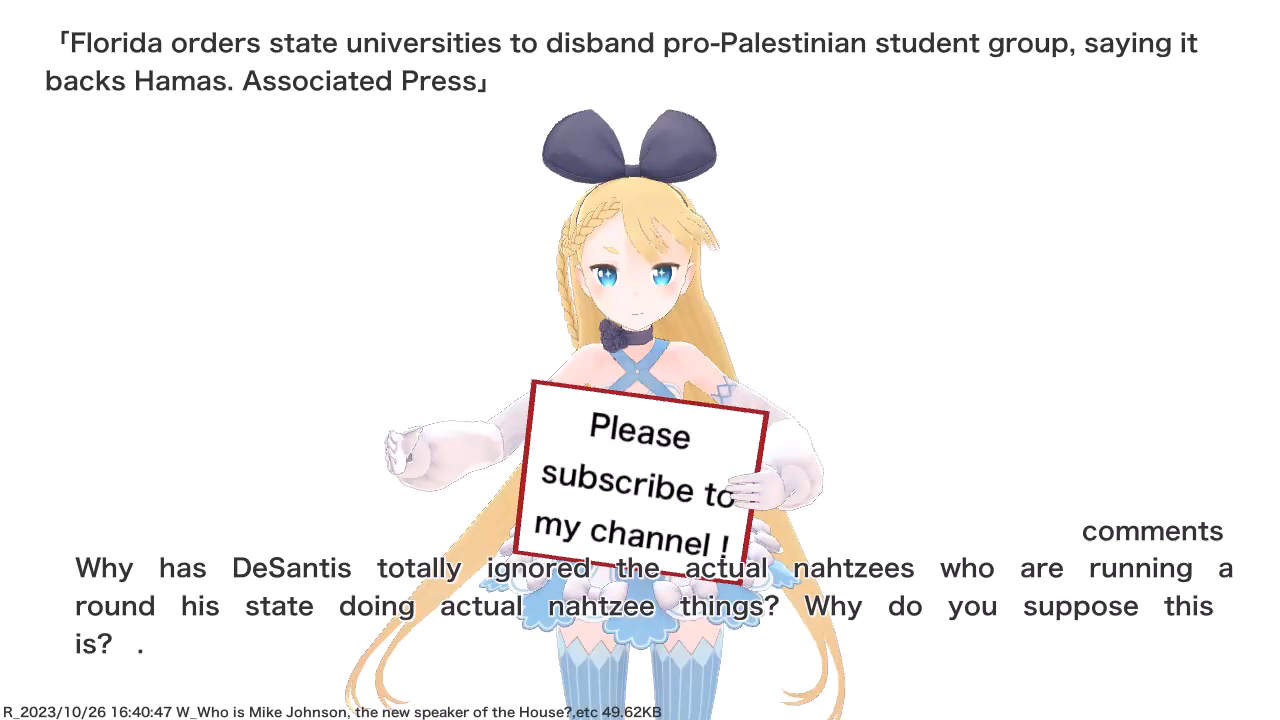 「Florida orders state universities to disband pro-Palestinian student group, saying it
backs Hamas. Associated Press」
Please
subscribe to
my channel !
comments
Why has DeSantis totally ignored the actual nahtzees who are running a
round his state doing actual nahtzee things? Why do you suppose this
is? .
R_2023/10/26 16:40:47 W_Who is Mike Johnson, the new speaker of the House?,etc 49.62KB